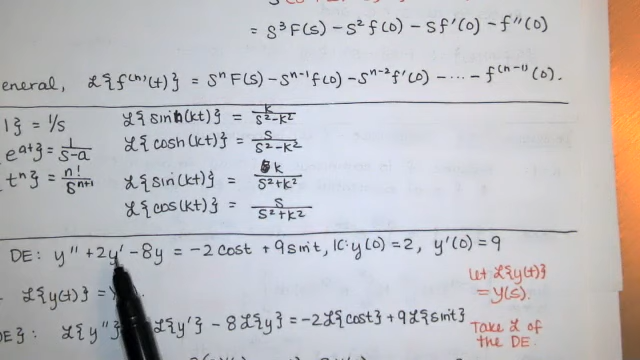 = S³F(s) - S²f(0) - Sf'(0) - f''(0)
eneral, ℒ{f⁽ⁿ⁾(t)} = SⁿF(s) - Sⁿ⁻¹f(0) - Sⁿ⁻²f'(0) - ... - f⁽ⁿ⁻¹⁾(0).
1} = 1/s ℒ{sinh(kt)} = k/(S²-K²)
e^at} = 1/(s-a) ℒ{cosh(kt)} = s/(S²-K²)
tⁿ} = n!/Sⁿ⁺¹ ℒ{sin(kt)} = k/(S²+K²)
ℒ{cos(kt)} = s/(S²+K²)
DE: y'' + 2y' - 8y = -2cost + 9sint, IC: y(0) = 2, y'(0) = 9
let ℒ{y(t)}
= Y(s).
ℒ{y(t)} =
DE}: ℒ{y''} ℒ{y'} - 8ℒ{y} = -2ℒ{cost} + 9ℒ{sint}
Take ℒ of
the DE.